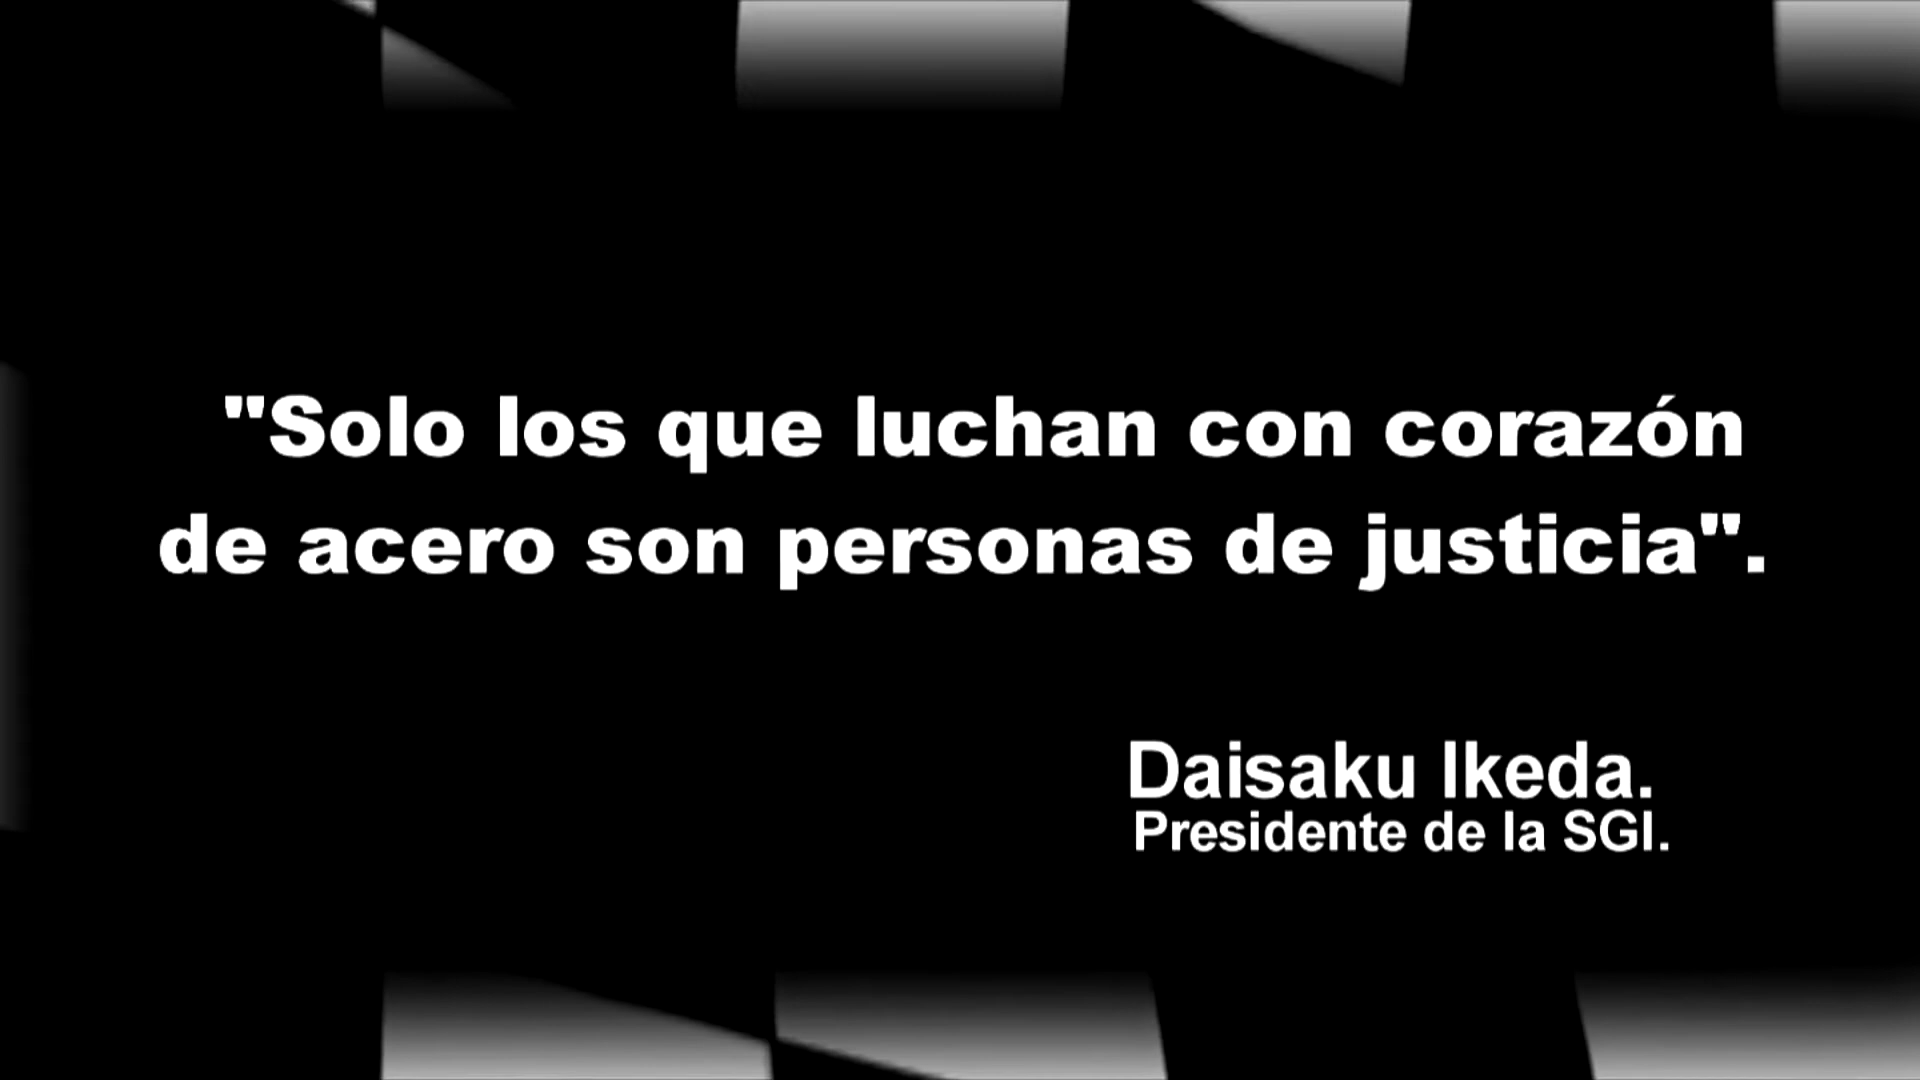 "Solo los que luchan con corazón
de acero son personas de justicia".
Daisaku Ikeda.
Presidente de la SGI.